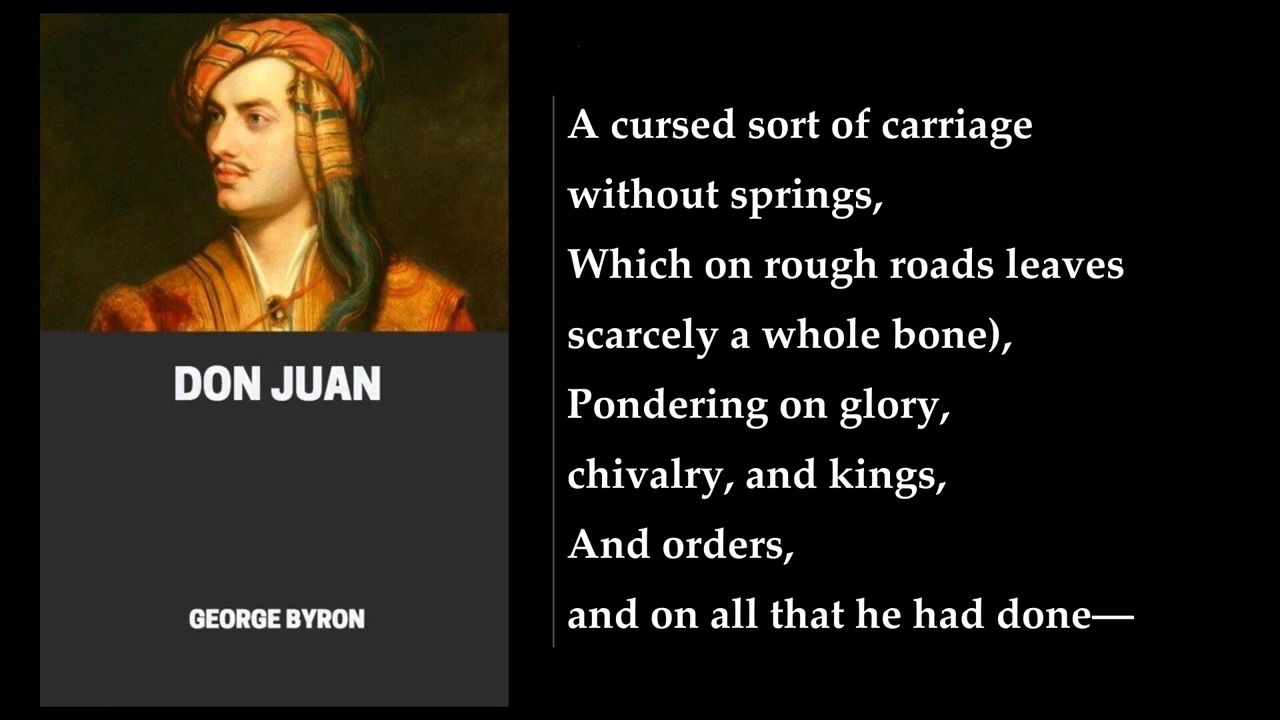 DON JUAN
GEORGE BYRON
A cursed sort of carriage
without springs,
Which on rough roads leaves
scarcely a whole bone),
Pondering on glory,
chivalry, and kings,
And orders,
and on all that he had done—